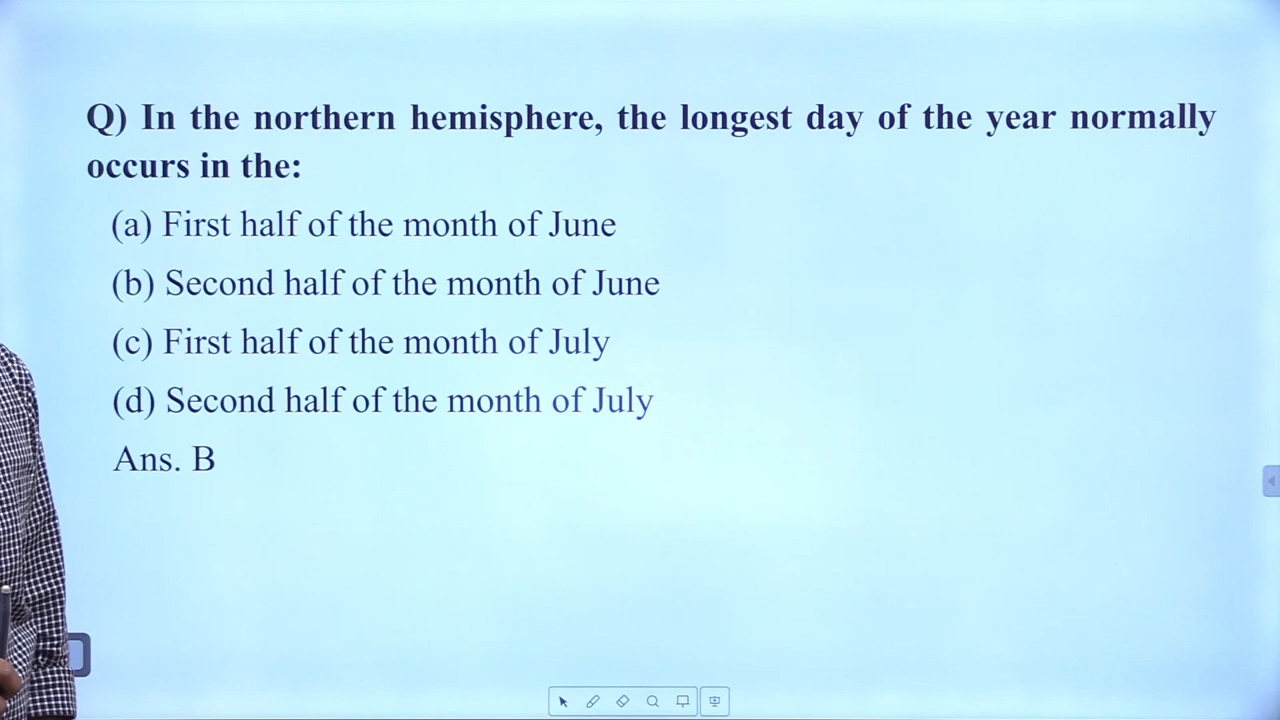 Q) In the northern hemisphere, the longest day of the year normally
occurs in the:
(a) First half of the month of June
(b) Second half of the month of June
(c) First half of the month of July
(d) Second half of the month of July
Ans. B